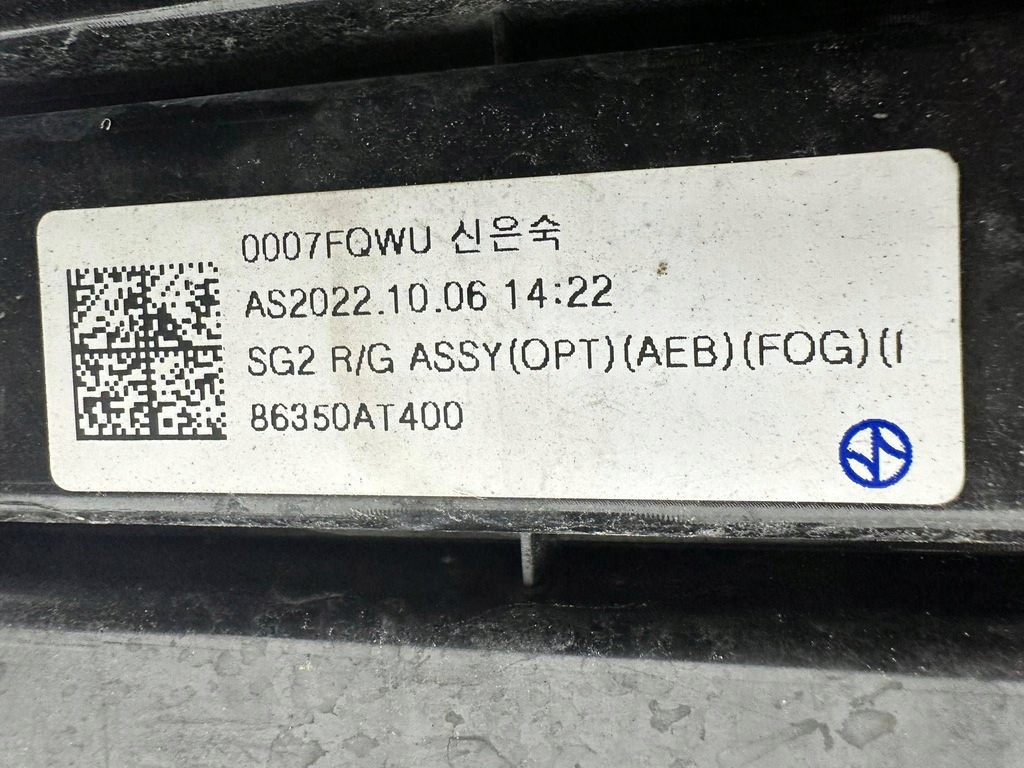 0007FQWU 신은숙
AS2022.10.06 14:22
SG2 R/G ASSY(OPT)(AEB)(FOG)(I
86350AT400